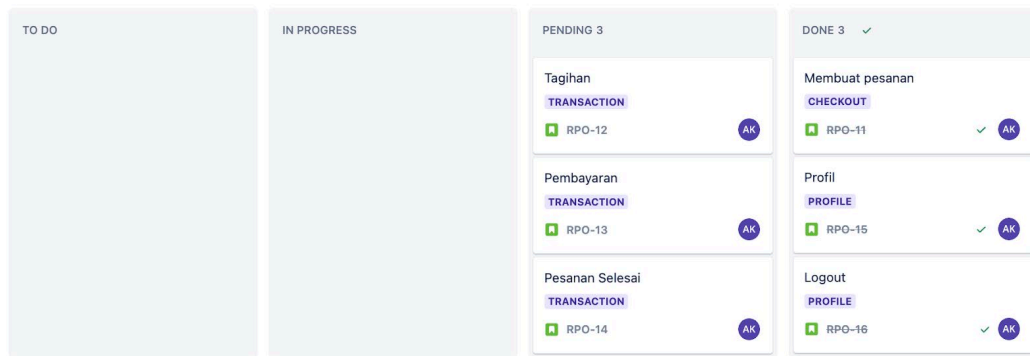 TO DO
IN PROGRESS
PENDING 3
Tagihan
TRANSACTION
RPO-12
AK
Pembayaran
TRANSACTION
RPO-13
AK
Pesanan Selesai
TRANSACTION
RPO-14
AK
DONE 3
Membuat pesanan
CHECKOUT
RPO-11
AK
Profil
PROFILE
RPO-15
AK
Logout
PROFILE
RPO-16
AK